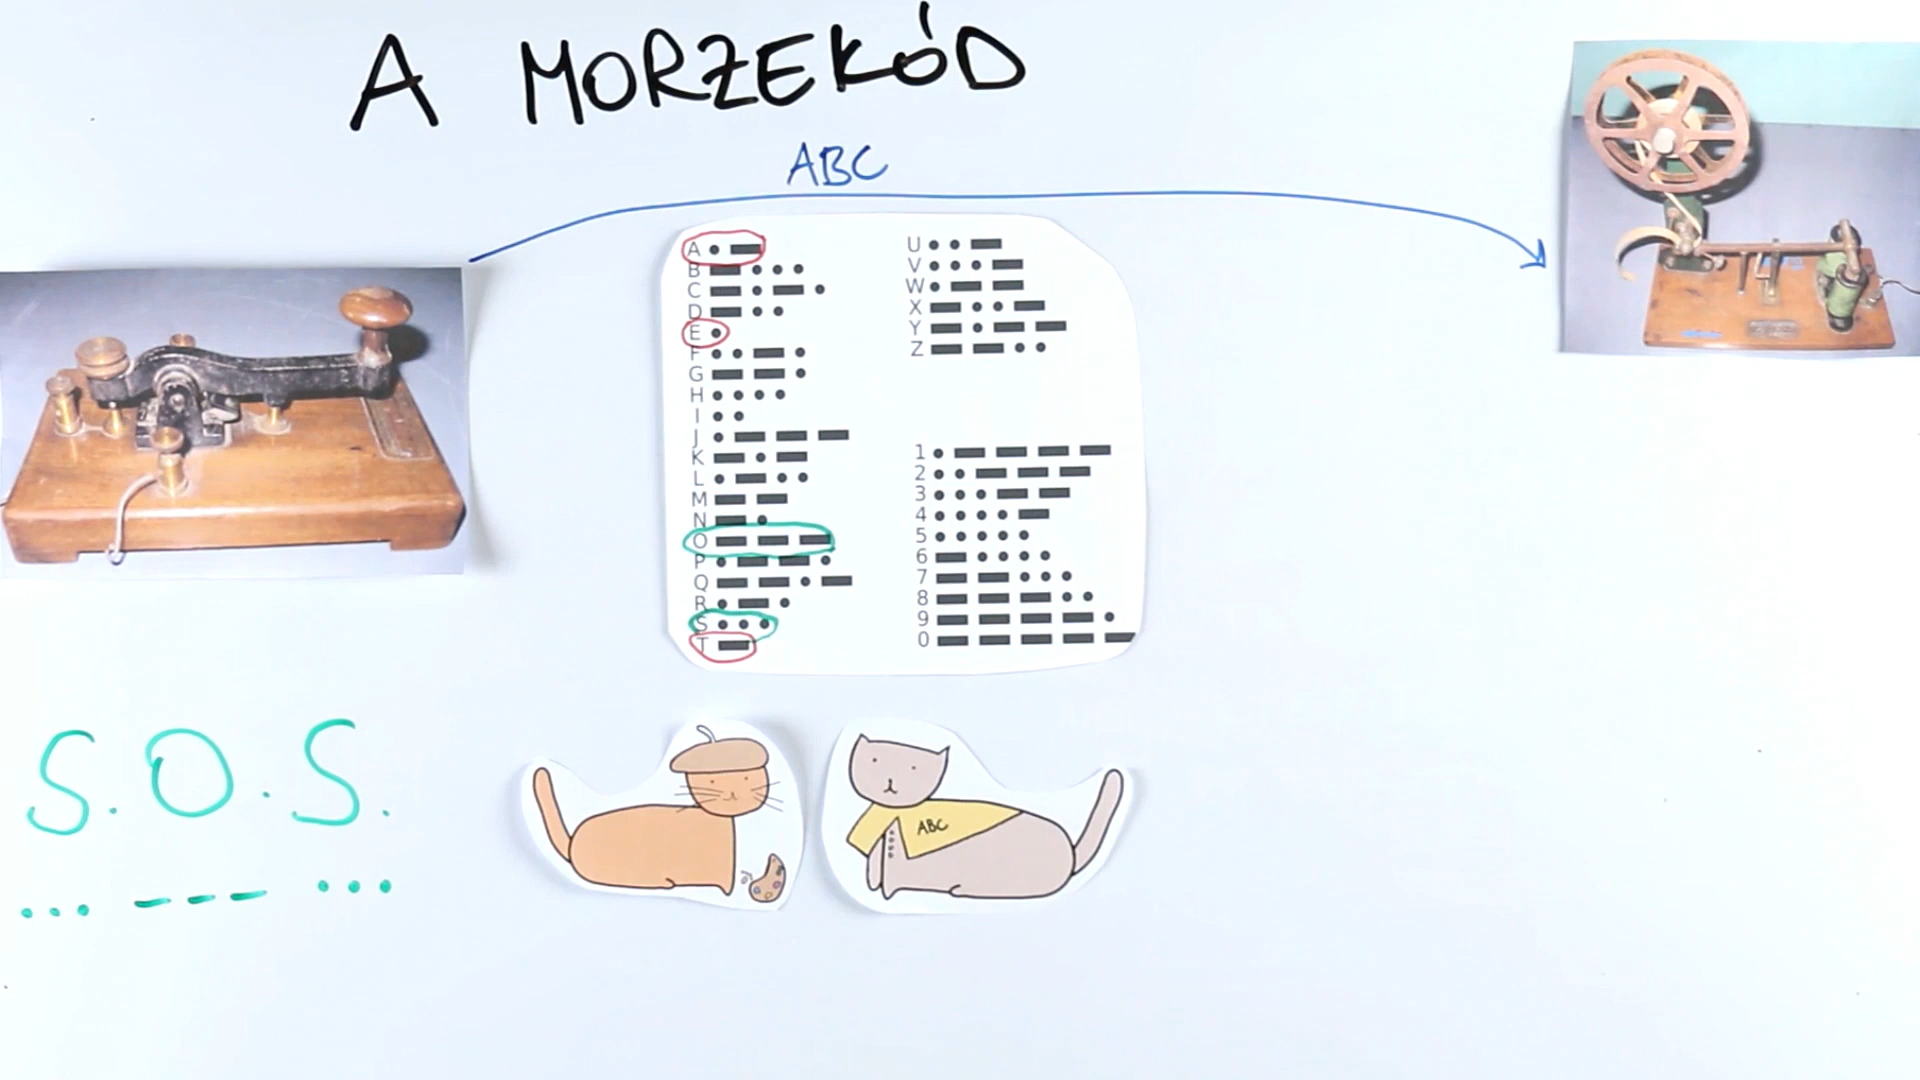 A MORZEKÓD
ABC
A • —
B — • • •
C — • — •
D — • •
E •
F • • — •
G — — •
H • • • •
I • •
J • — — —
K — • —
L • — • •
M — —
N — •
O — — —
P • — — •
Q — — • —
R • — •
S • • •
T —
U • • —
V • • • —
W • — —
X — • • —
Y — • — —
Z — — • •
1 • — — — —
2 • • — — —
3 • • • — —
4 • • • • —
5 • • • • •
6 — • • • •
7 — — • • •
8 — — — • •
9 — — — — •
0 — — — — —
S.O.S.
... --- ...
ABC